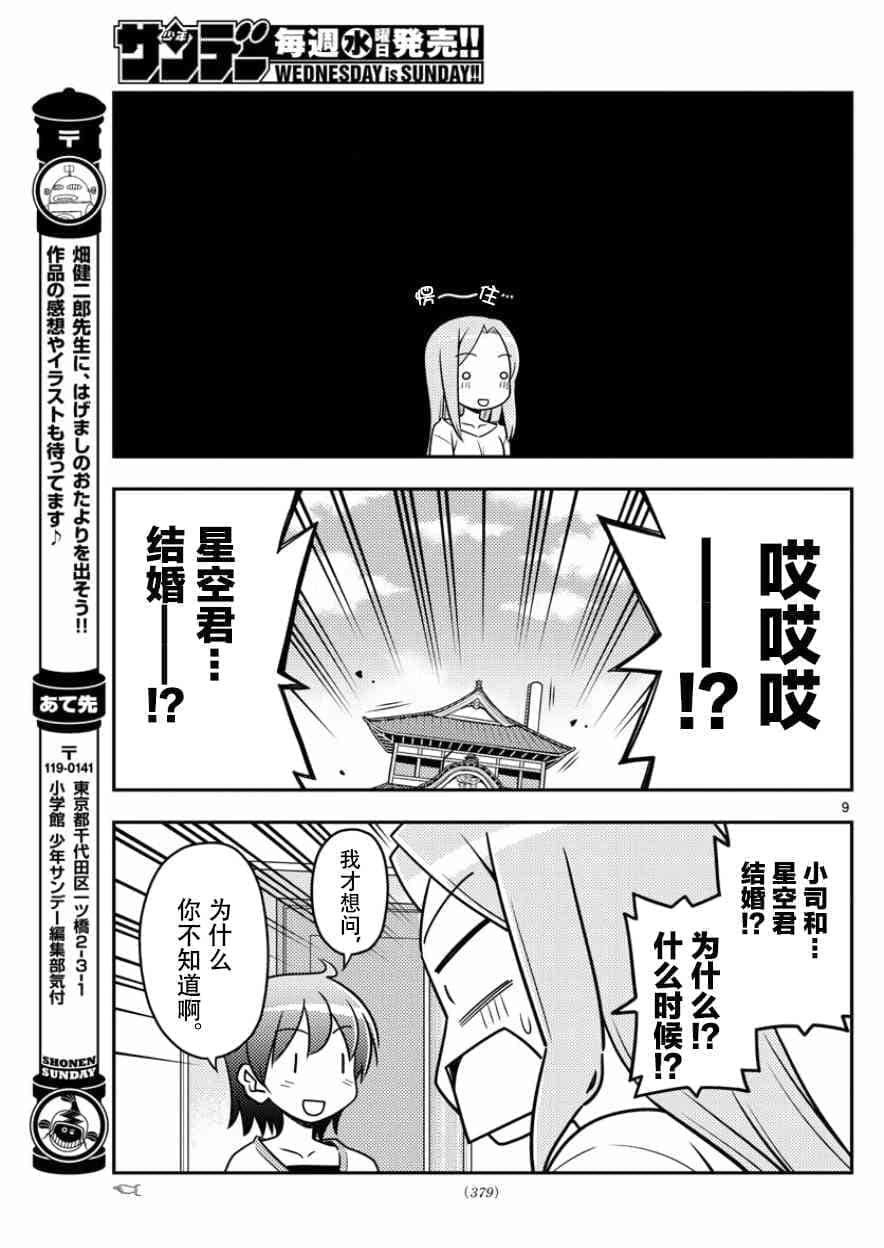 少年
サンデー
毎週水曜日発売!!
WEDNESDAY is SUNDAY!!
愣——住…
哎哎哎
——!?
星空君…
结婚——!?
9
小司和…
星空君
结婚!?
为什么!?
什么时候!?
我才想问,
为什么
你不知道啊。
〒
畑健二郎先生に、はげましのおたよりを出そう!!
作品の感想やイラストも待ってます♪
あて先
〒
119-0141
東京都千代田区一ツ橋2-3-1
小学館 少年サンデー編集部気付
SHONEN
SUNDAY
(379)